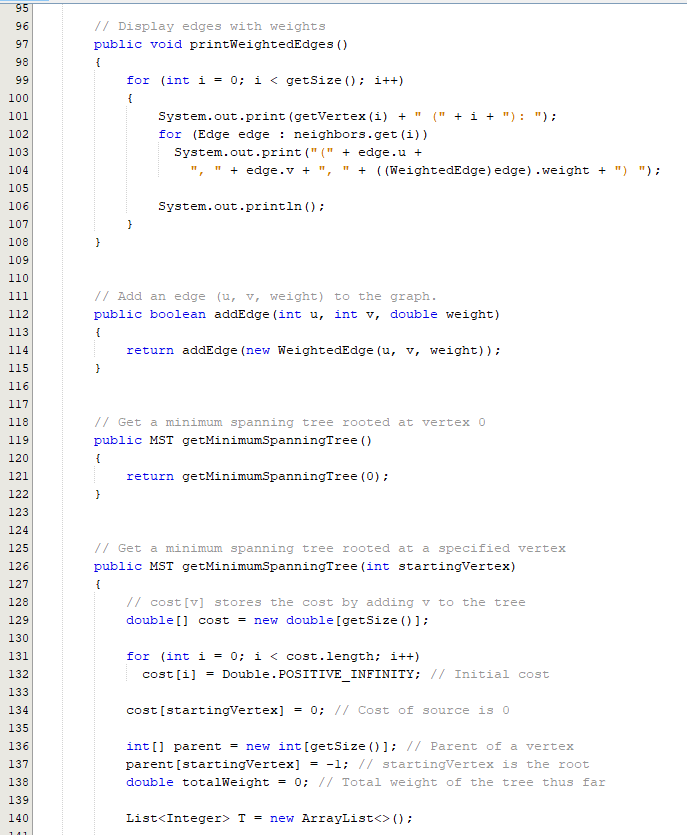 95
96 // Display edges with weights
97 public void printWeightedEdges()
98 {
99 for (int i = 0; i < getSize(); i++)
100 {
101 System.out.print(getVertex(i) + " (" + i + "): ");
102 for (Edge edge : neighbors.get(i))
103 System.out.print("(" + edge.u +
104 ", " + edge.v + ", " + ((WeightedEdge)edge).weight + ") ");
105
106 System.out.println();
107 }
108 }
109
110
111 // Add an edge (u, v, weight) to the graph.
112 public boolean addEdge(int u, int v, double weight)
113 {
114 return addEdge(new WeightedEdge(u, v, weight));
115 }
116
117
118 // Get a minimum spanning tree rooted at vertex 0
119 public MST getMinimumSpanningTree()
120 {
121 return getMinimumSpanningTree(0);
122 }
123
124
125 // Get a minimum spanning tree rooted at a specified vertex
126 public MST getMinimumSpanningTree(int startingVertex)
127 {
128 // cost[v] stores the cost by adding v to the tree
129 double[] cost = new double[getSize()];
130
131 for (int i = 0; i < cost.length; i++)
132 cost[i] = Double.POSITIVE_INFINITY; // Initial cost
133
134 cost[startingVertex] = 0; // Cost of source is 0
135
136 int[] parent = new int[getSize()]; // Parent of a vertex
137 parent[startingVertex] = -1; // startingVertex is the root
138 double totalWeight = 0; // Total weight of the tree thus far
139
140 List<Integer> T = new ArrayList<>();